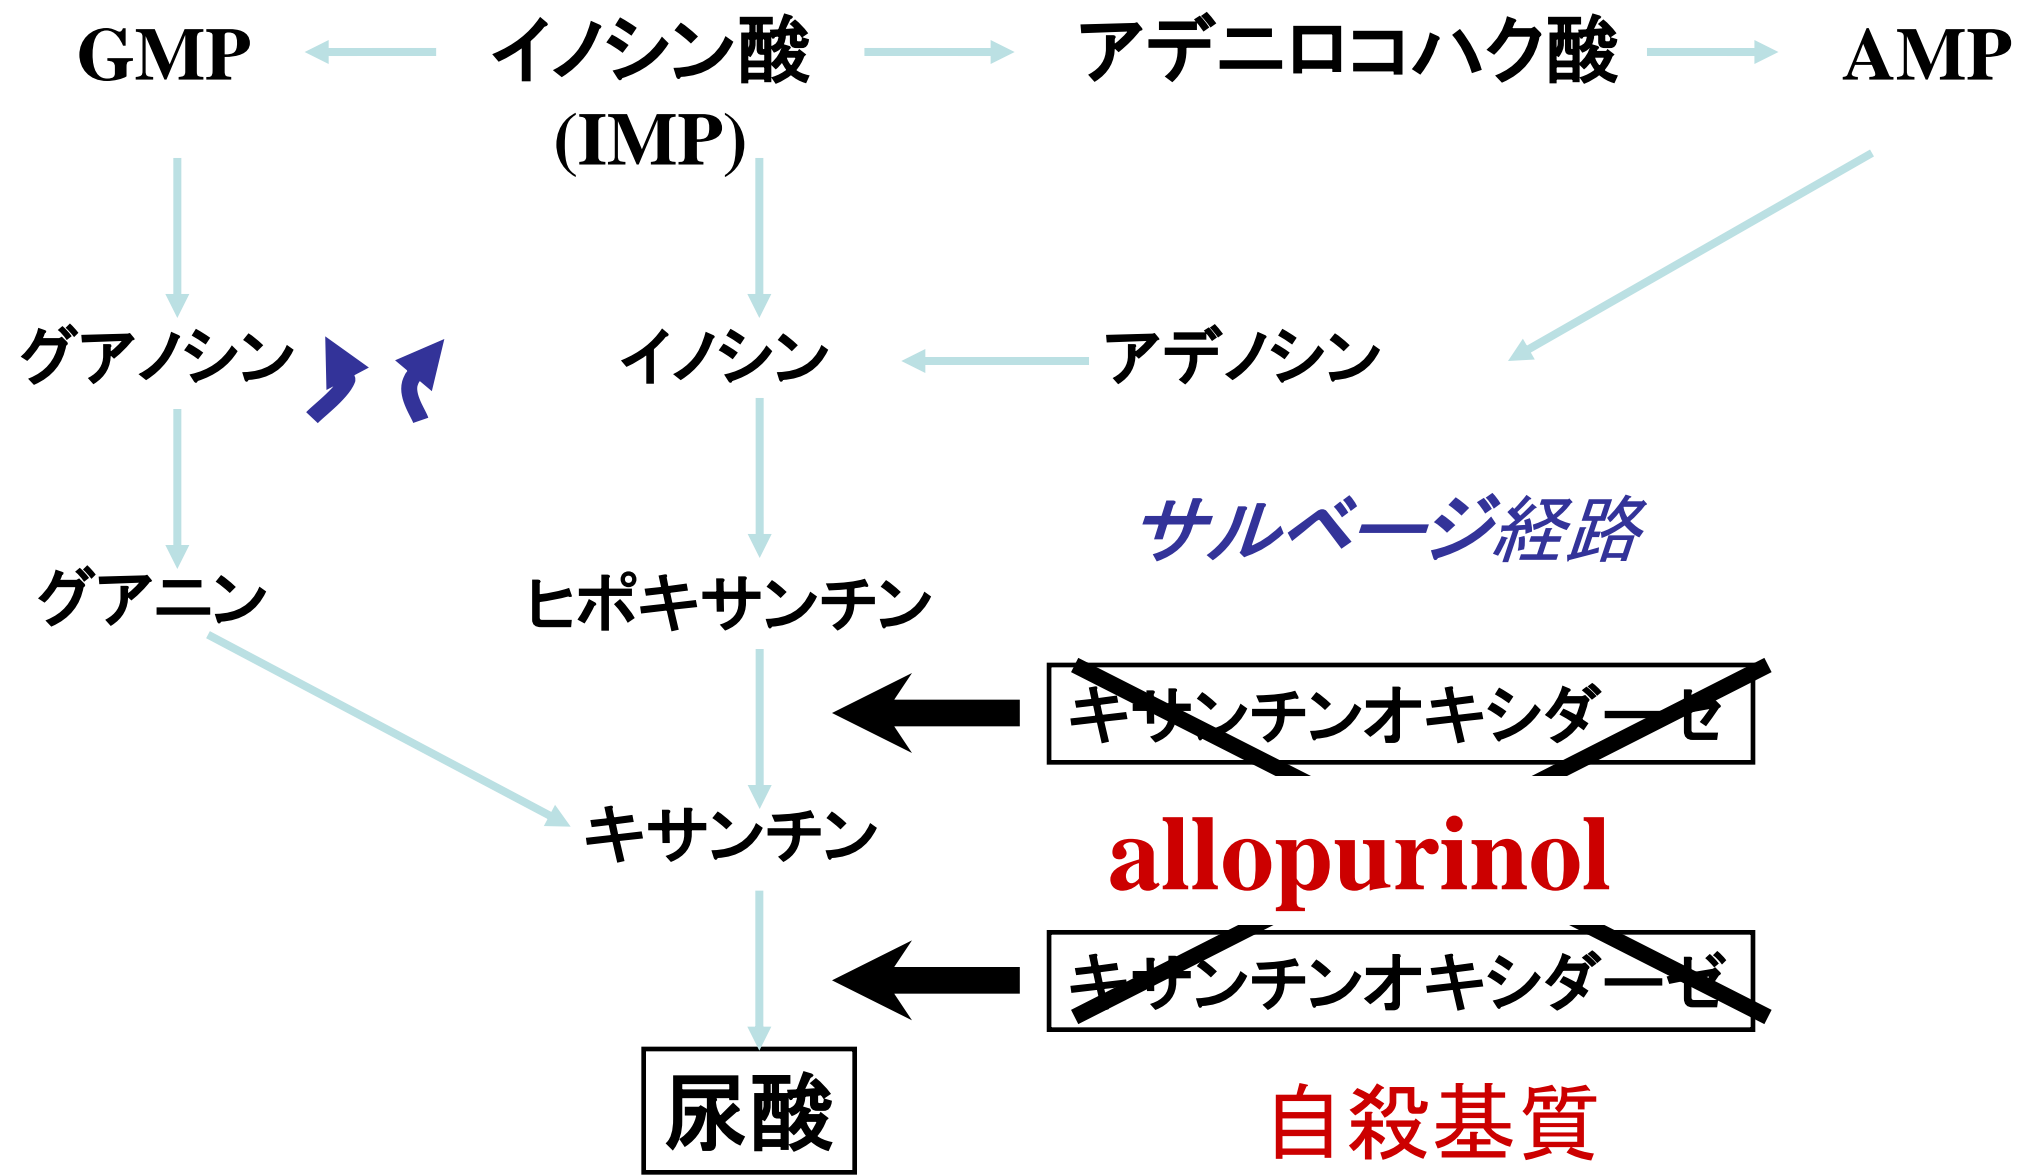 GMP
イノシン酸
アデニロコハク酸
AMP
(IMP)
グアノシン
イノシン
アデノシン
サルベージ経路
グアニン
ヒポキサンチン
キサンチンオキシダーゼ
キサンチン
allopurinol
キサンチンオキシダーゼ
尿酸
自殺基質